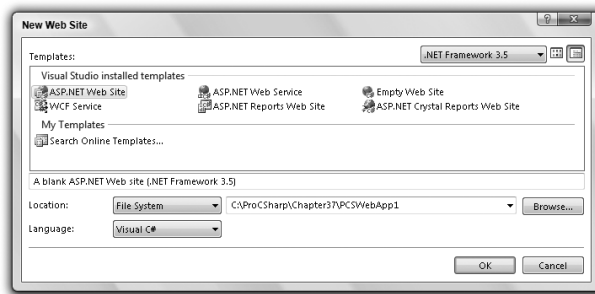 New Web Site
Templates:
.NET Framework 3.5
Visual Studio installed templates
ASP.NET Web Site
ASP.NET Web Service
Empty Web Site
WCF Service
ASP.NET Reports Web Site
ASP.NET Crystal Reports Web Site
My Templates
Search Online Templates...
A blank ASP.NET Web site (.NET Framework 3.5)
Location:
File System
C:\ProCSharp\Chapter37\PCSWebApp1
Browse...
Language:
Visual C#
OK
Cancel